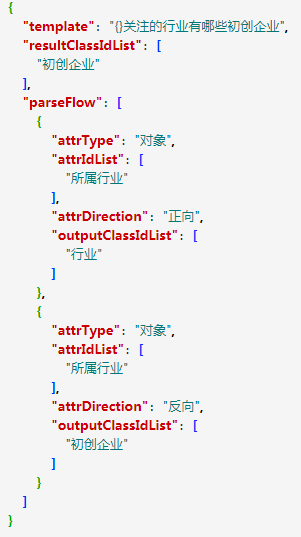 {
"template": "{}关注的行业有哪些初创企业",
"resultClassIdList": [
"初创企业"
],
"parseFlow": [
{
"attrType": "对象",
"attrIdList": [
"所属行业"
],
"attrDirection": "正向",
"outputClassIdList": [
"行业"
]
},
{
"attrType": "对象",
"attrIdList": [
"所属行业"
],
"attrDirection": "反向",
"outputClassIdList": [
"初创企业"
]
}
]
}